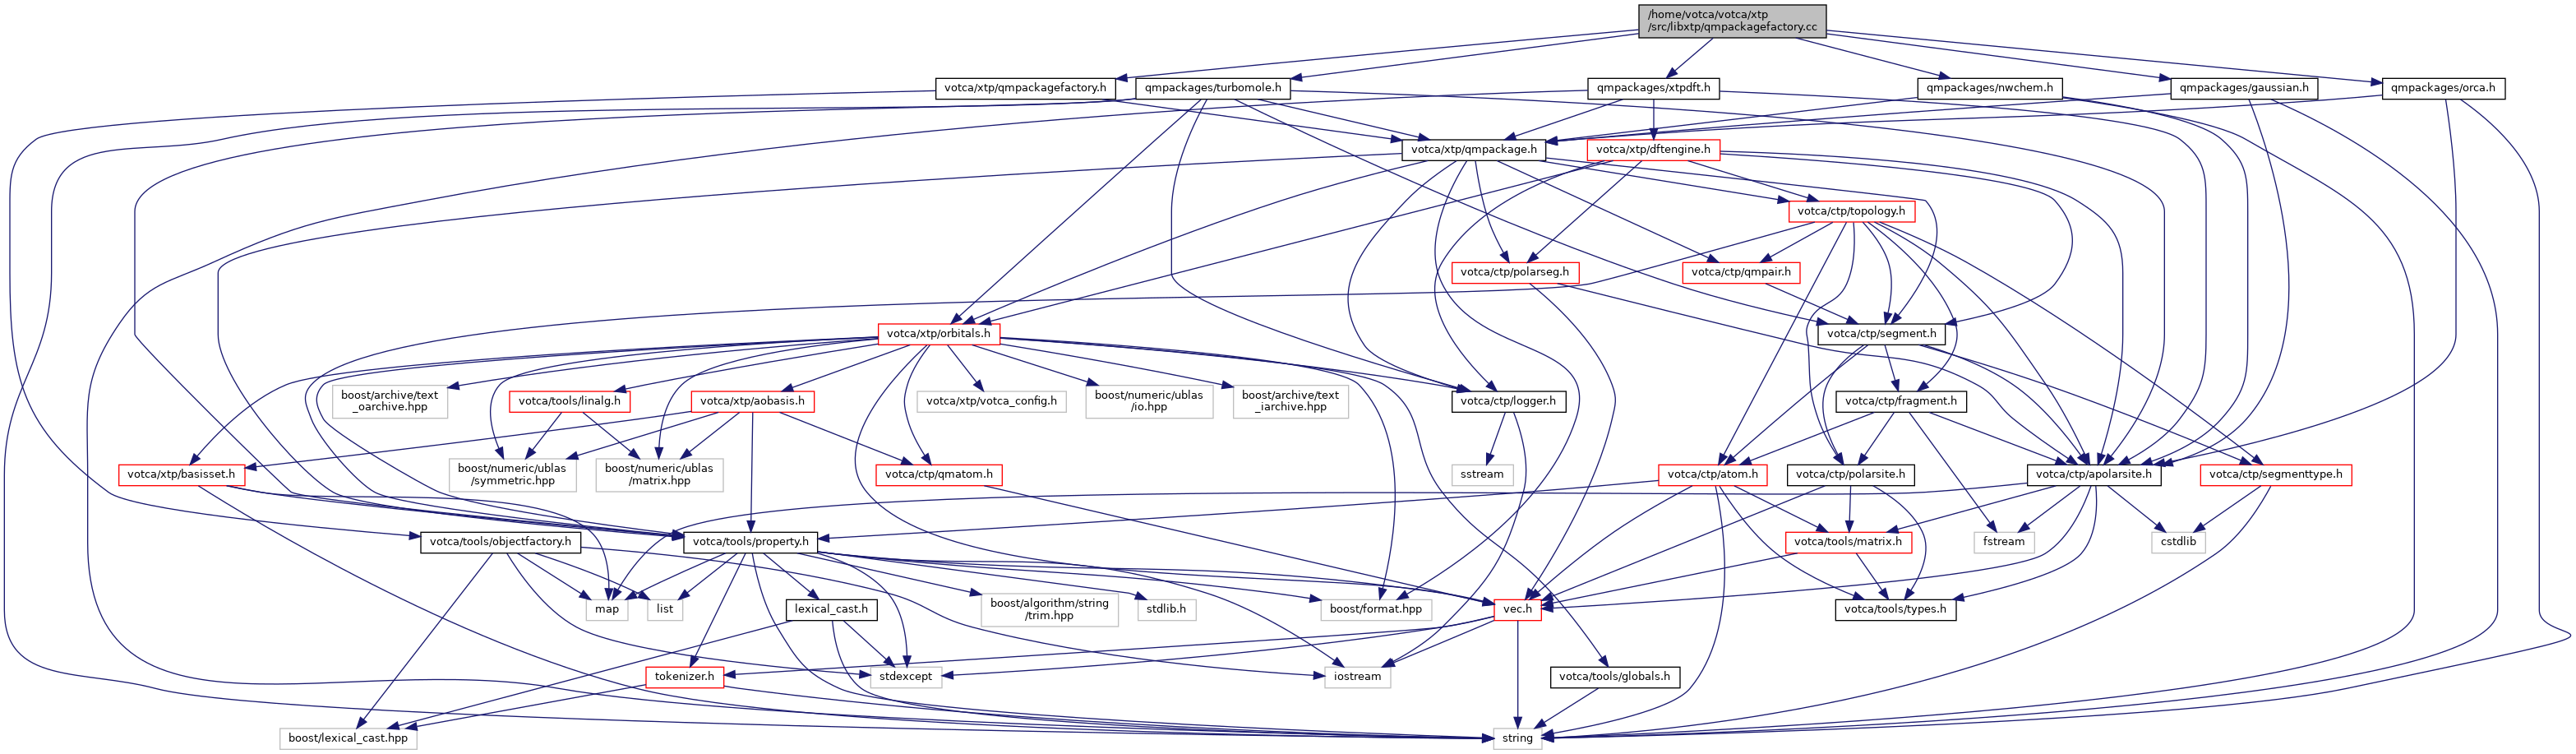 /home/votca/votca/xtp
/src/libxtp/qmpackagefactory.cc
votca/xtp/qmpackagefactory.h
qmpackages/turbomole.h
qmpackages/xtpdft.h
qmpackages/nwchem.h
qmpackages/gaussian.h
qmpackages/orca.h
votca/xtp/qmpackage.h
votca/xtp/dftengine.h
votca/ctp/topology.h
votca/ctp/polarseg.h
votca/ctp/qmpair.h
votca/xtp/orbitals.h
votca/ctp/segment.h
boost/archive/text
_oarchive.hpp
votca/tools/linalg.h
votca/xtp/aobasis.h
votca/xtp/votca_config.h
boost/numeric/ublas
/io.hpp
boost/archive/text
_iarchive.hpp
votca/ctp/logger.h
votca/ctp/fragment.h
votca/xtp/basisset.h
boost/numeric/ublas
/symmetric.hpp
boost/numeric/ublas
/matrix.hpp
votca/ctp/qmatom.h
sstream
votca/ctp/atom.h
votca/ctp/polarsite.h
votca/ctp/apolarsite.h
votca/ctp/segmenttype.h
votca/tools/objectfactory.h
votca/tools/property.h
votca/tools/matrix.h
fstream
cstdlib
map
list
lexical_cast.h
boost/algorithm/string
/trim.hpp
stdlib.h
boost/format.hpp
vec.h
votca/tools/types.h
tokenizer.h
stdexcept
iostream
votca/tools/globals.h
boost/lexical_cast.hpp
string